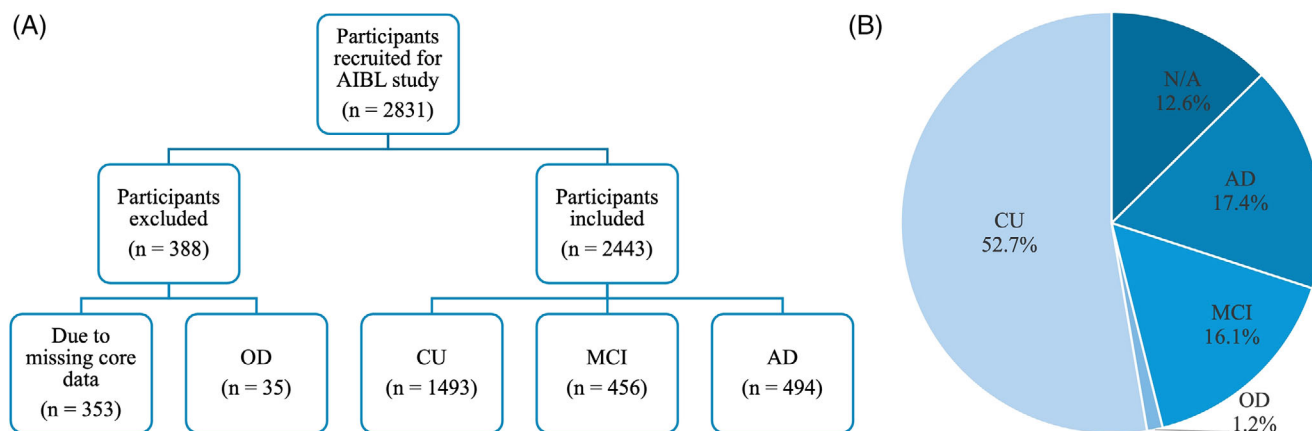 (A)
Participants
recruited for
AIBL study
(n = 2831)
Participants
excluded
(n = 388)
Participants
included
(n = 2443)
Due to
missing core
data
(n = 353)
OD
(n = 35)
CU
(n = 1493)
MCI
(n = 456)
AD
(n = 494)
(B)
N/A
12.6%
AD
17.4%
CU
52.7%
MCI
16.1%
OD
1.2%